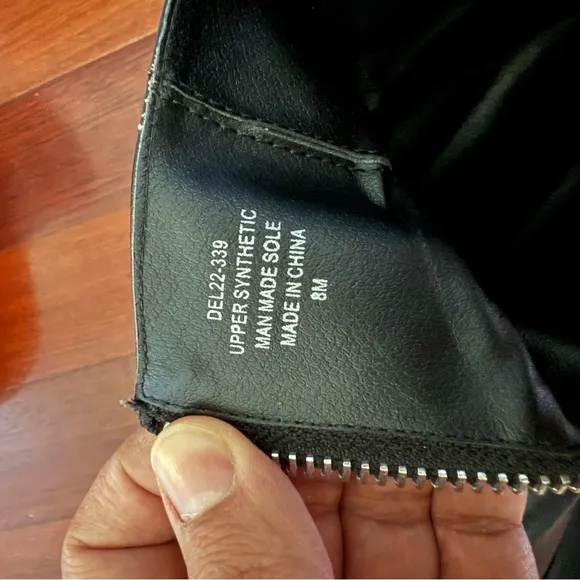 DEL22-339
UPPER SYNTHETIC
MAN MADE SOLE
MADE IN CHINA
8M